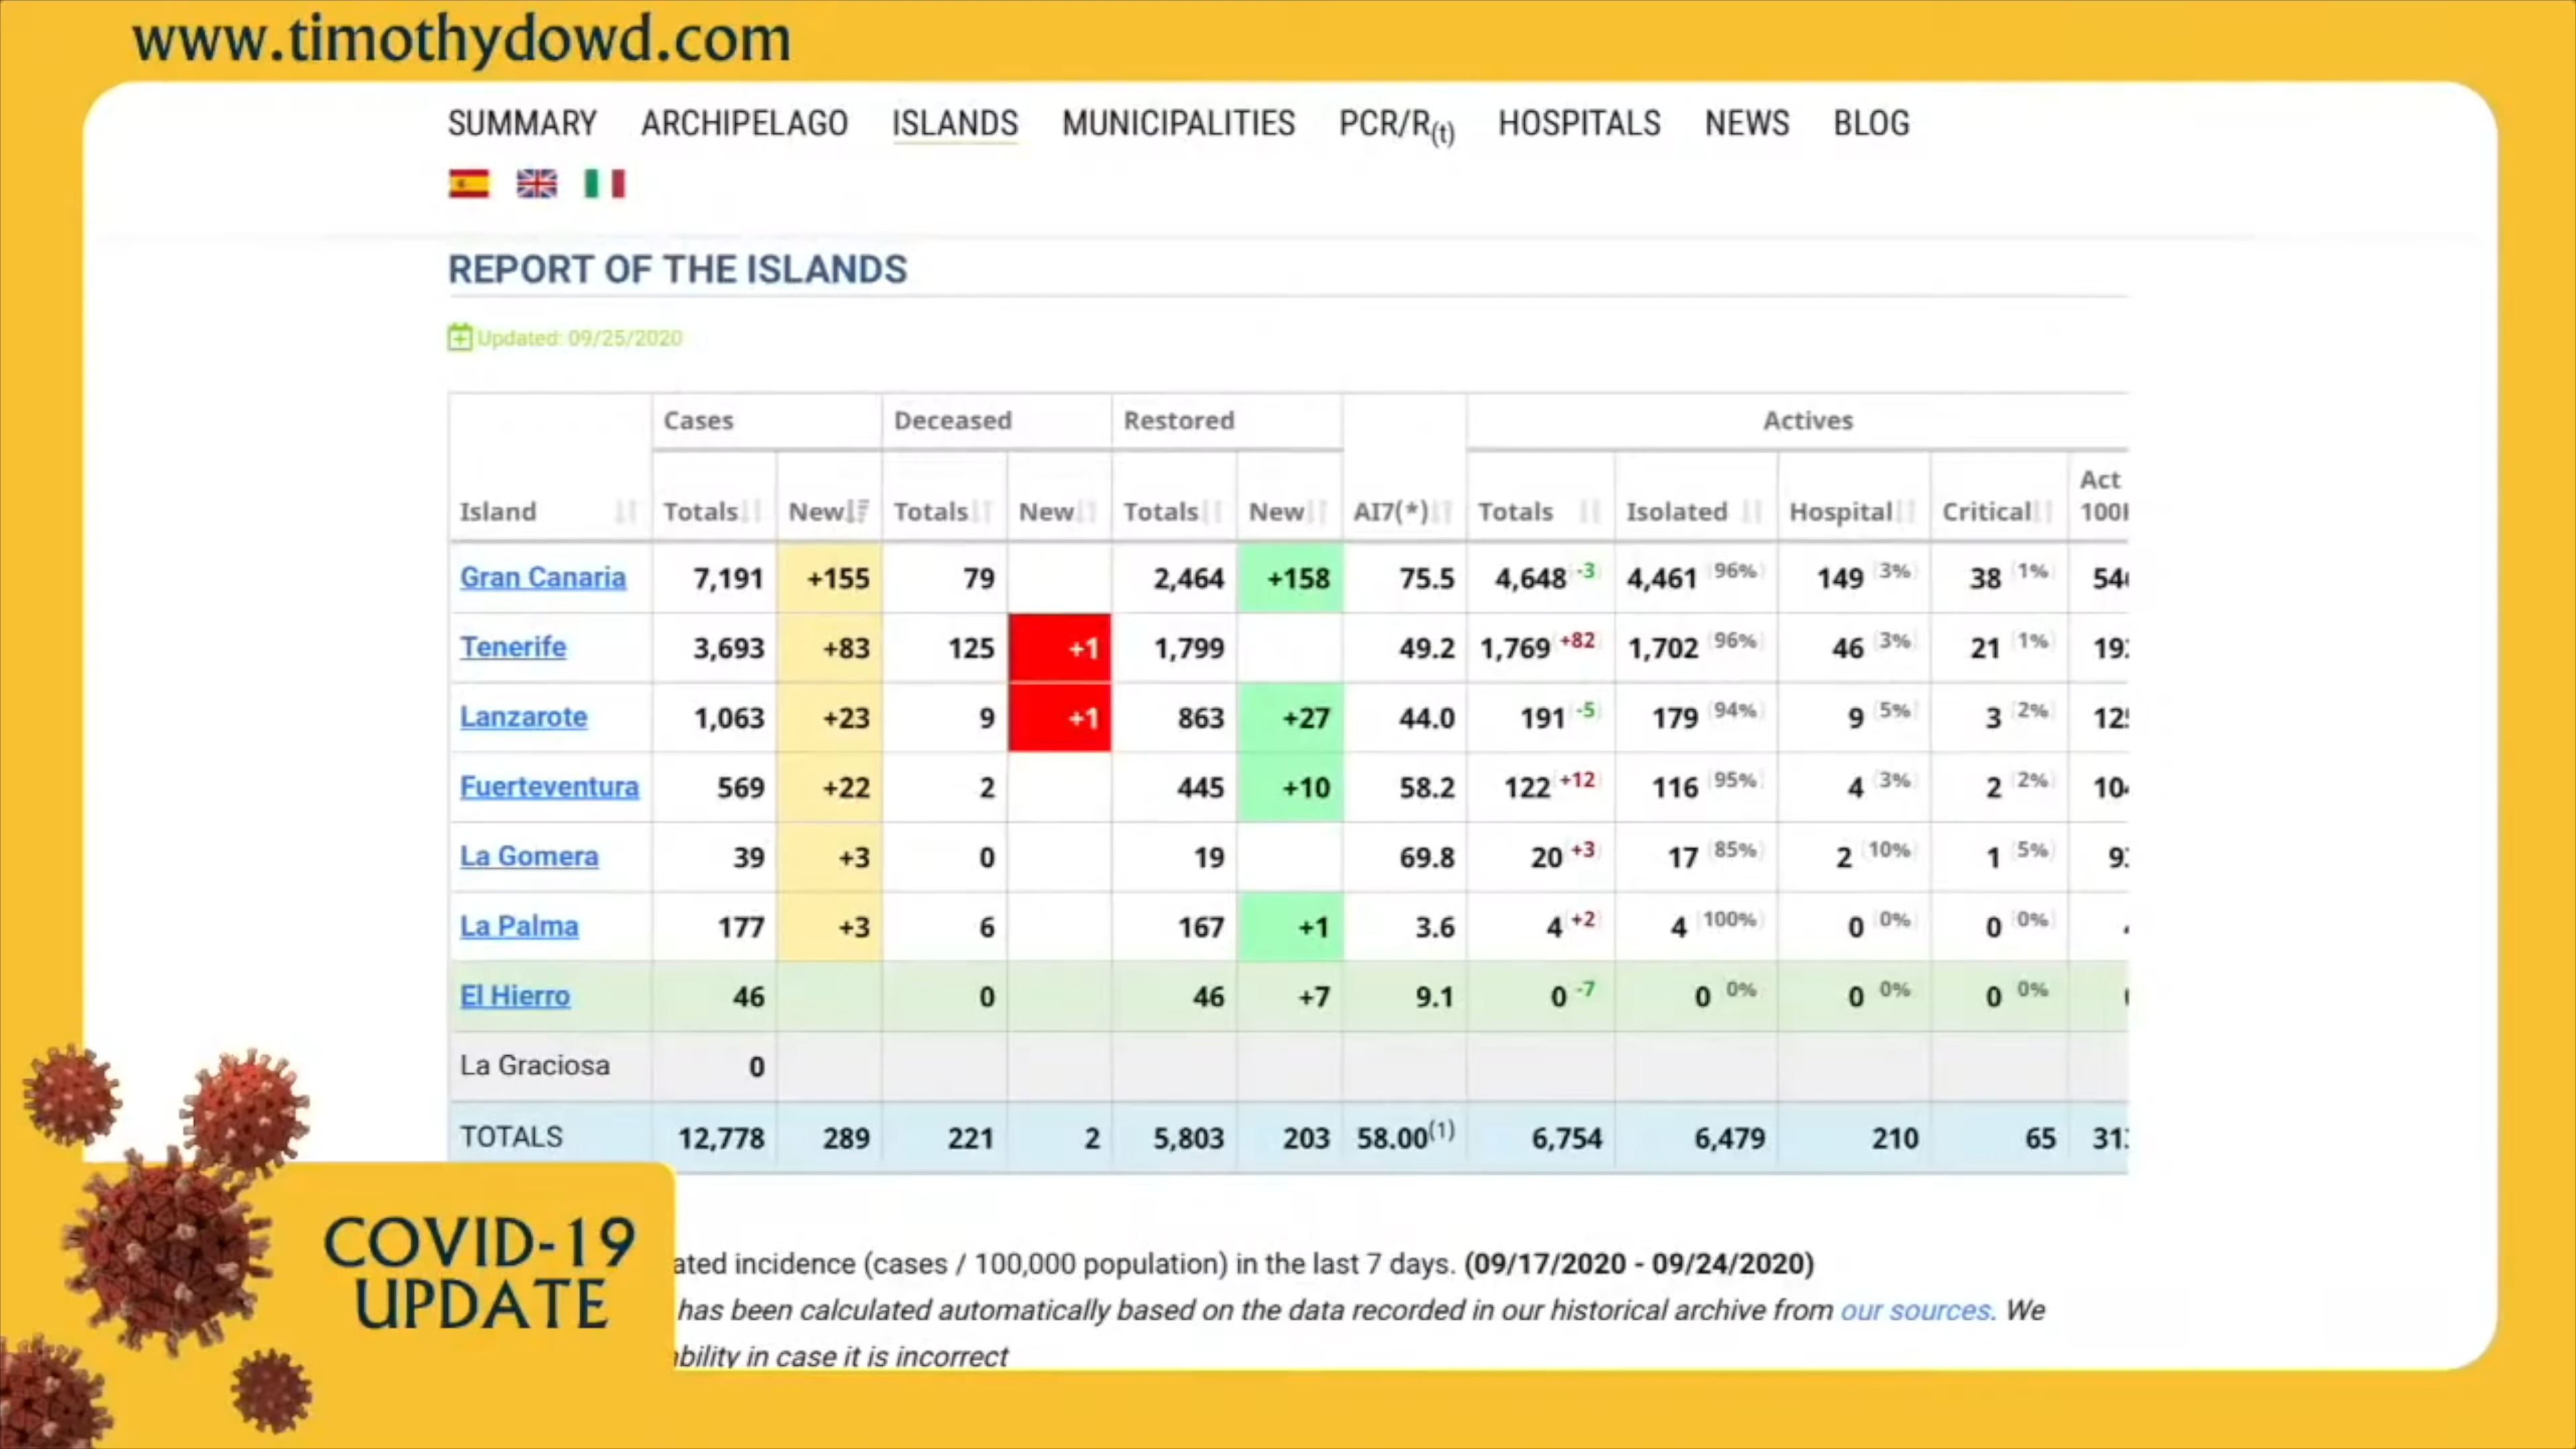 www.timothydowd.com
SUMMARY ARCHIPELAGO ISLANDS MUNICIPALITIES PCR/R(t) HOSPITALS NEWS BLOG
REPORT OF THE ISLANDS
Updated: 09/25/2020
Cases Deceased Restored Actives
Island Totals New Totals New Totals New AI7(*) Totals Isolated Hospital Critical Act
Gran Canaria 7,191 +155 79 2,464 +158 75.5 4,648 -3 4,461 96% 149 3% 38 1%
Tenerife 3,693 +83 125 +1 1,799 49.2 1,769 +82 1,702 96% 46 3% 21 1%
Lanzarote 1,063 +23 9 +1 863 +27 44.0 191 -5 179 94% 9 5% 3 2%
Fuerteventura 569 +22 2 445 +10 58.2 122 +12 116 95% 4 3% 2 2%
La Gomera 39 +3 0 19 69.8 20 +3 17 85% 2 10% 1 5%
La Palma 177 +3 6 167 +1 3.6 4 +2 4 100% 0 0% 0 0%
El Hierro 46 0 46 +7 9.1 0 -7 0 0% 0 0% 0 0%
La Graciosa 0
TOTALS 12,778 289 221 2 5,803 203 58.00(1) 6,754 6,479 210 65
COVID-19
UPDATE
ated incidence (cases / 100,000 population) in the last 7 days. (09/17/2020 - 09/24/2020)
has been calculated automatically based on the data recorded in our historical archive from our sources. We
bility in case it is incorrect